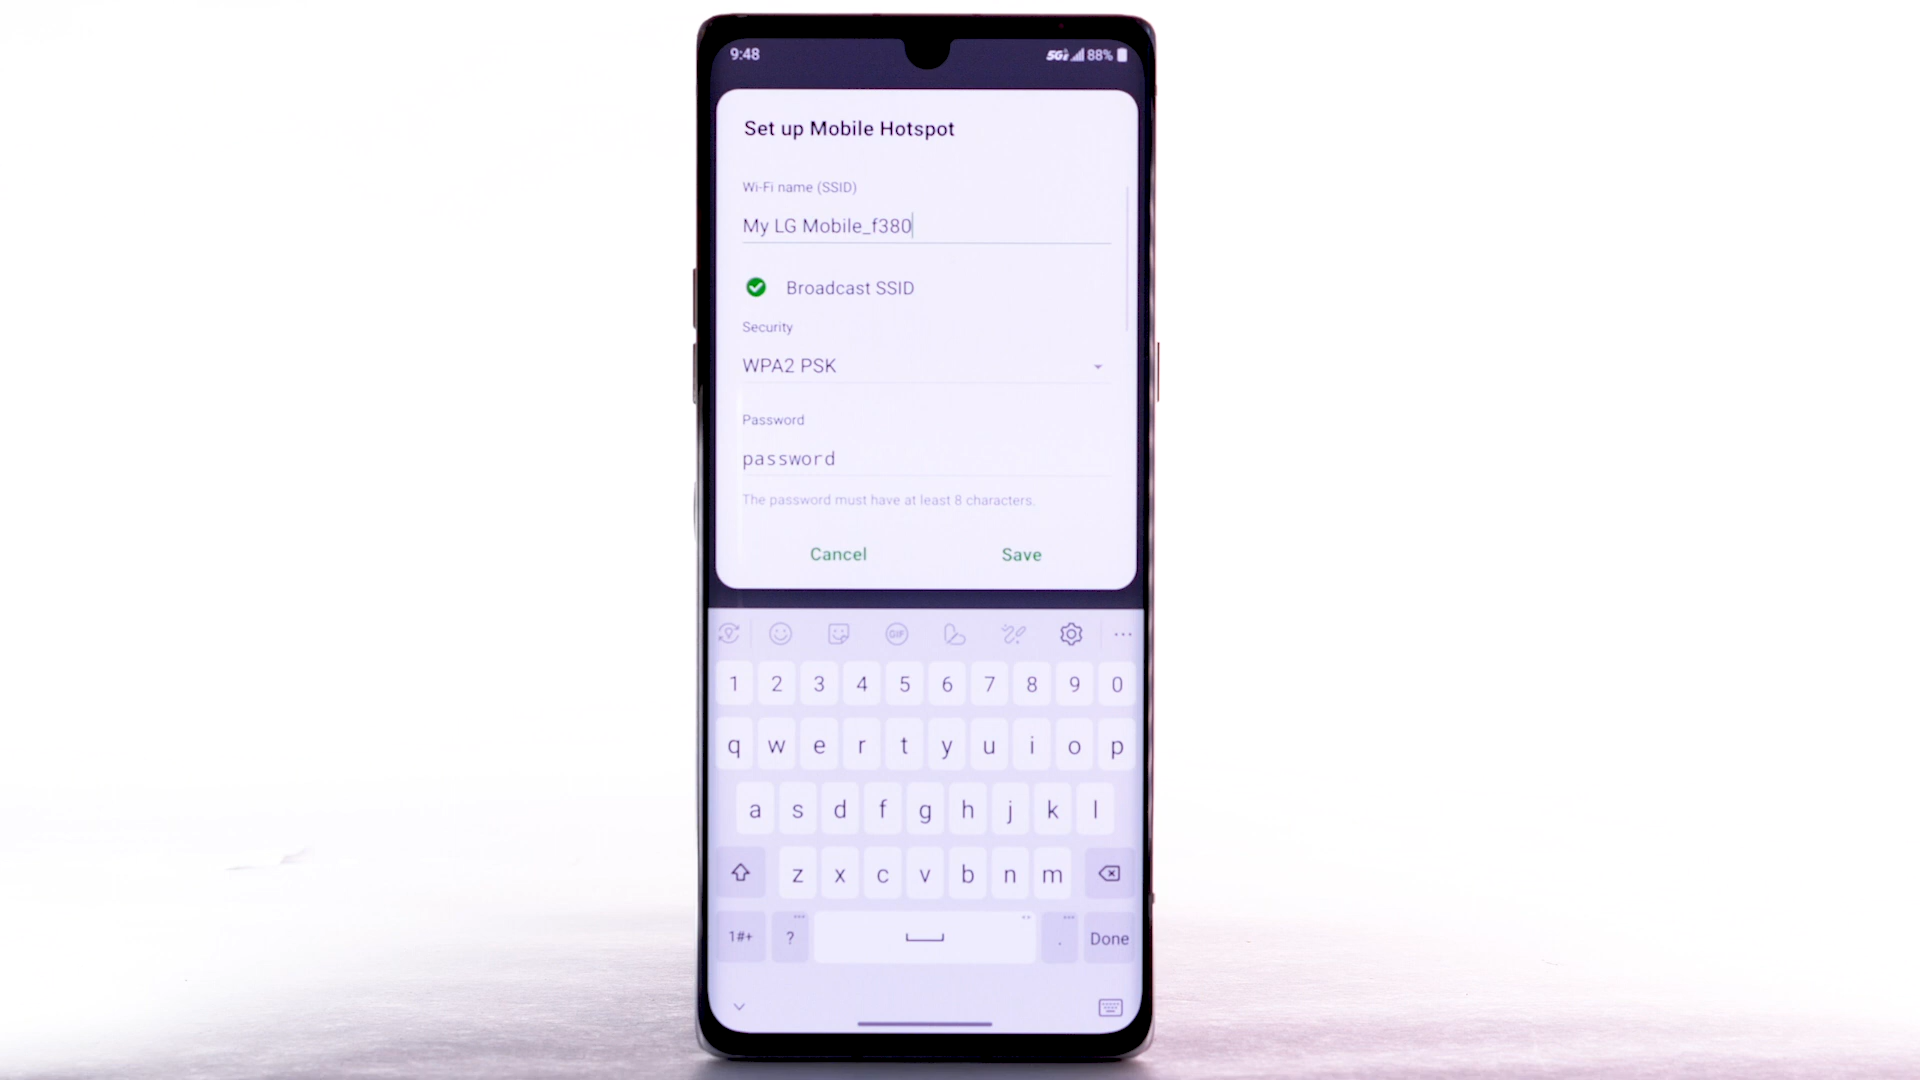 9:48
5G 88%
Set up Mobile Hotspot
Wi-Fi name (SSID)
My LG Mobile_f380
Broadcast SSID
Security
WPA2 PSK
Password
password
The password must have at least 8 characters.
Cancel Save
GIF
1 2 3 4 5 6 7 8 9 0
q w e r t y u i o p
a s d f g h j k l
z x c v b n m
1#+ ? . Done